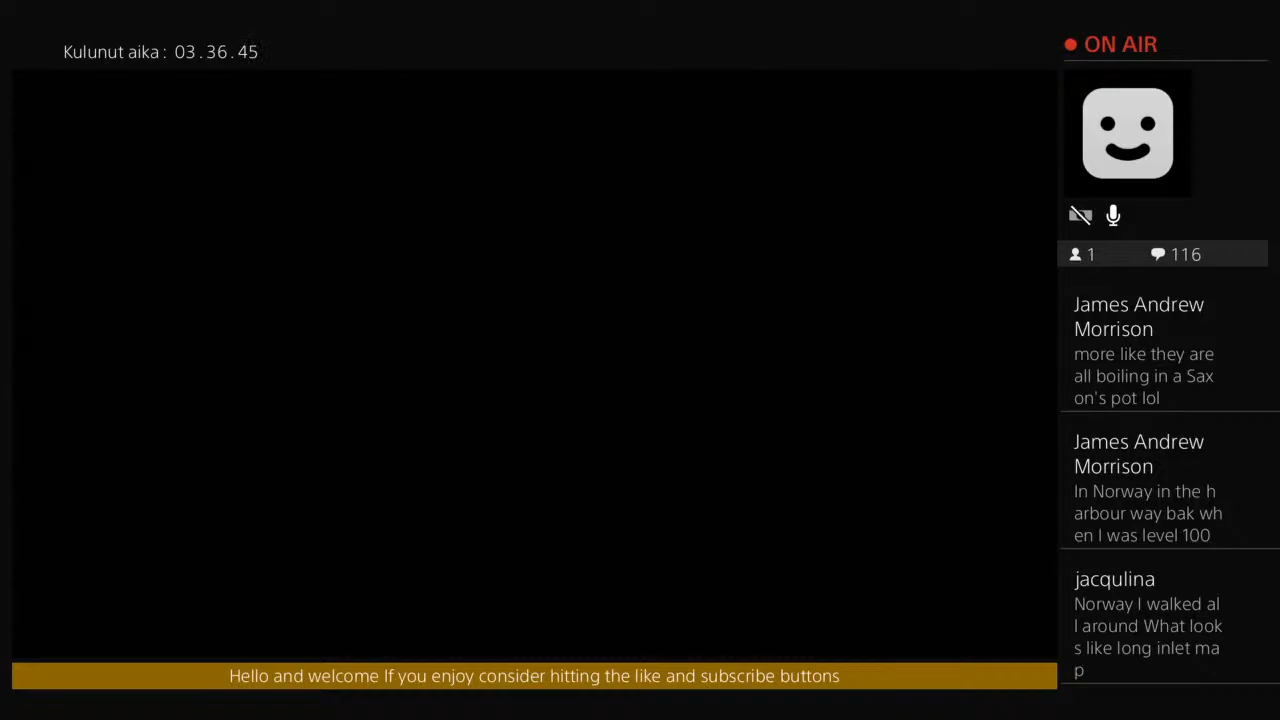 Kulunut aika : 03.36.45
ON AIR
1 116
James Andrew
Morrison
more like they are
all boiling in a Sax
on's pot lol
James Andrew
Morrison
In Norway in the h
arbour way bak wh
en I was level 100
jacqulina
Norway I walked al
l around What look
s like long inlet ma
p
Hello and welcome If you enjoy consider hitting the like and subscribe buttons